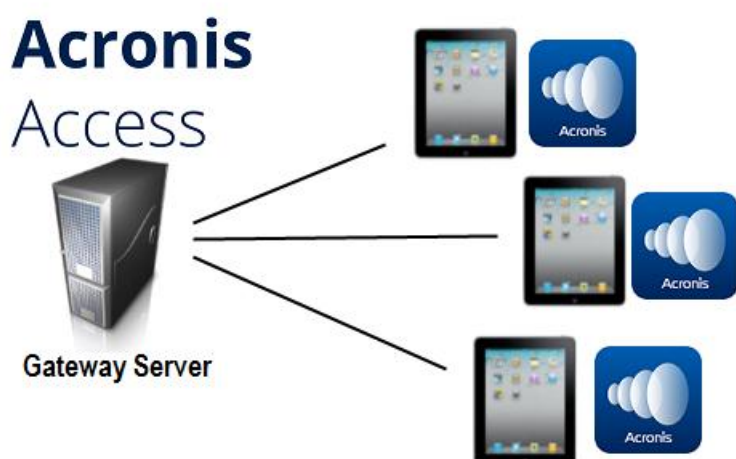 Acronis
Access
Gateway Server
Acronis
Acronis
Acronis